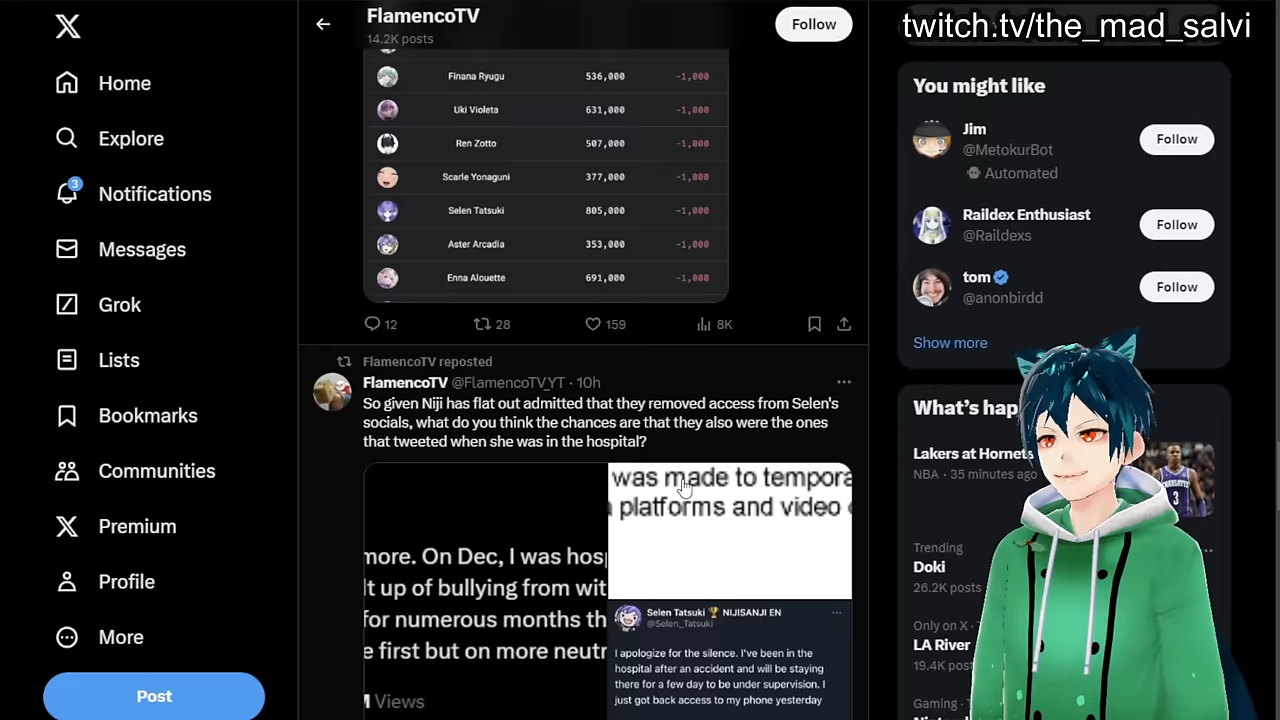 twitch.tv/the_mad_salvi
FlamencoTV
14.2K posts
Follow
Home
Explore
3
Notifications
Messages
Grok
Lists
Bookmarks
Communities
Premium
Profile
More
Post
Finana Ryugu 536,000 -1,000
Uki Violeta 631,000 -1,000
Ren Zotto 507,000 -1,000
Scarle Yonaguni 377,000 -1,000
Selen Tatsuki 805,000 -1,000
Aster Arcadia 353,000 -1,000
Enna Alouette 691,000 -1,000
12 28 159 8K
FlamencoTV reposted
FlamencoTV @FlamencoTV_YT · 10h
So given Niji has flat out admitted that they removed access from Selen's
socials, what do you think the chances are that they also were the ones
that tweeted when she was in the hospital?
more. On Dec, I was hosp
lt up of bullying from wit
for numerous months th
e first but on more neutr
Views
was made to tempora
platforms and video
Selen Tatsuki 🏆 NIJISANJI EN
@Selen_Tatsuki
I apologize for the silence. I've been in the
hospital after an accident and will be staying
there for a few day to be under supervision. I
just got back access to my phone yesterday
You might like
Jim
@MetokurBot
Automated
Follow
Raildex Enthusiast
@Raildexs
Follow
tom
@anonbirdd
Follow
Show more
What's hap
Lakers at Hornets
NBA · 35 minutes ago
Trending
Doki
26.2K posts
Only on X ·
LA River
19.4K post
Gaming ·